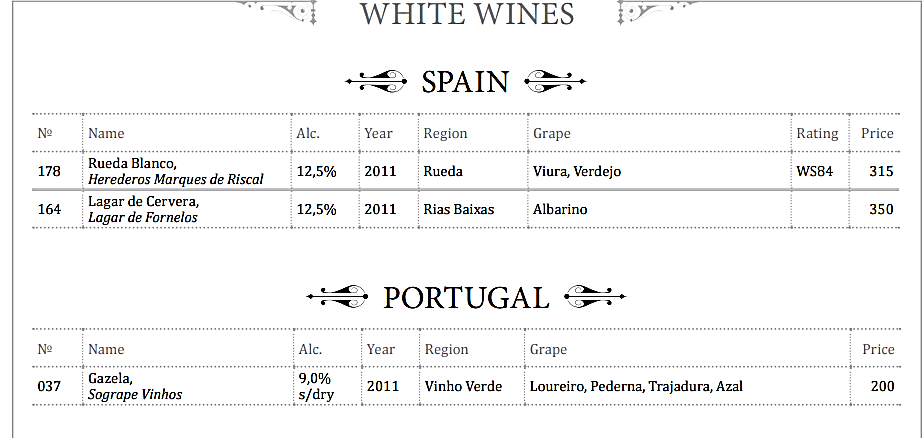 WHITE WINES
SPAIN
№ Name Alc. Year Region Grape Rating Price
178 Rueda Blanco, Herederos Marques de Riscal 12,5% 2011 Rueda Viura, Verdejo WS84 315
164 Lagar de Cervera, Lagar de Fornelos 12,5% 2011 Rias Baixas Albarino 350
PORTUGAL
№ Name Alc. Year Region Grape Price
037 Gazela, Sogrape Vinhos 9,0% s/dry 2011 Vinho Verde Loureiro, Pederna, Trajadura, Azal 200